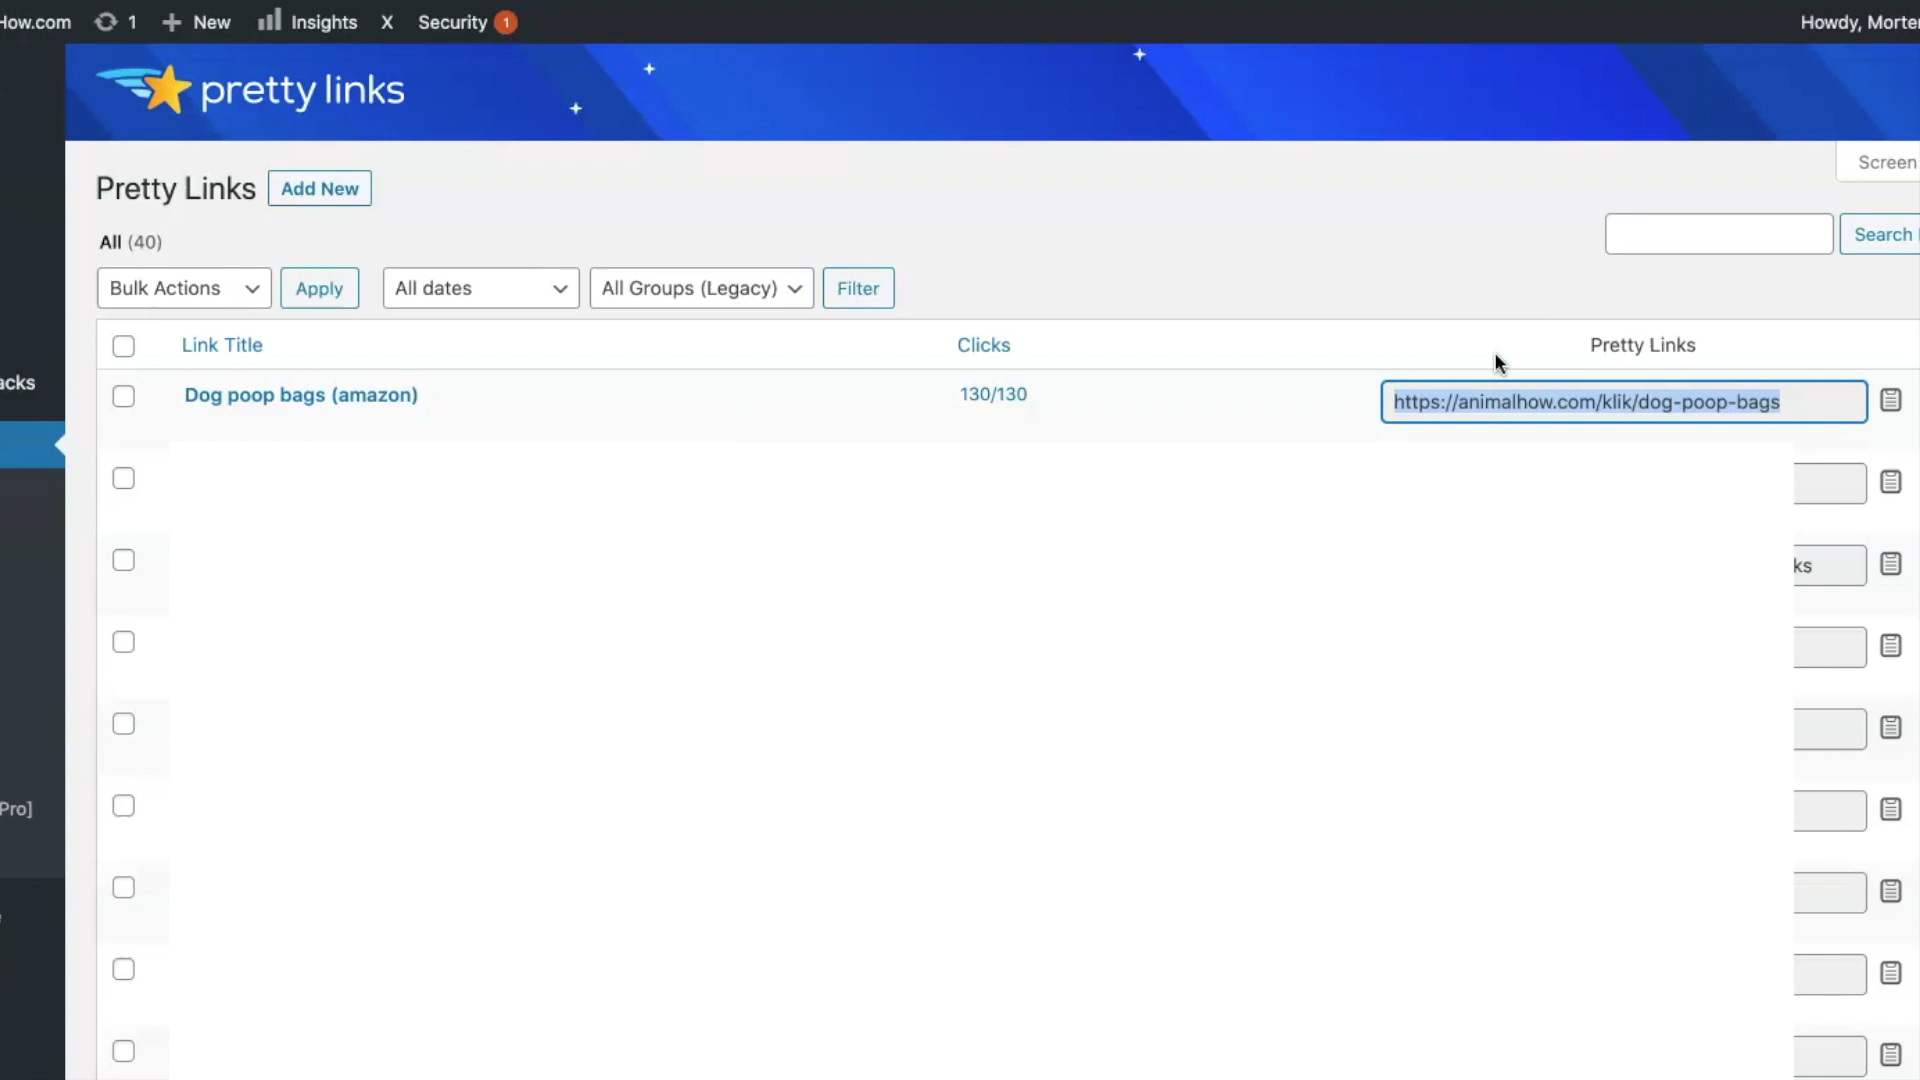 How.com 1 New Insights X Security 1 Howdy, Morte
pretty links
Screen
Pretty Links Add New
All (40)
Search
Bulk Actions Apply All dates All Groups (Legacy) Filter
Link Title Clicks Pretty Links
acks
Dog poop bags (amazon) 130/130 https://animalhow.com/klik/dog-poop-bags
ks
Pro]